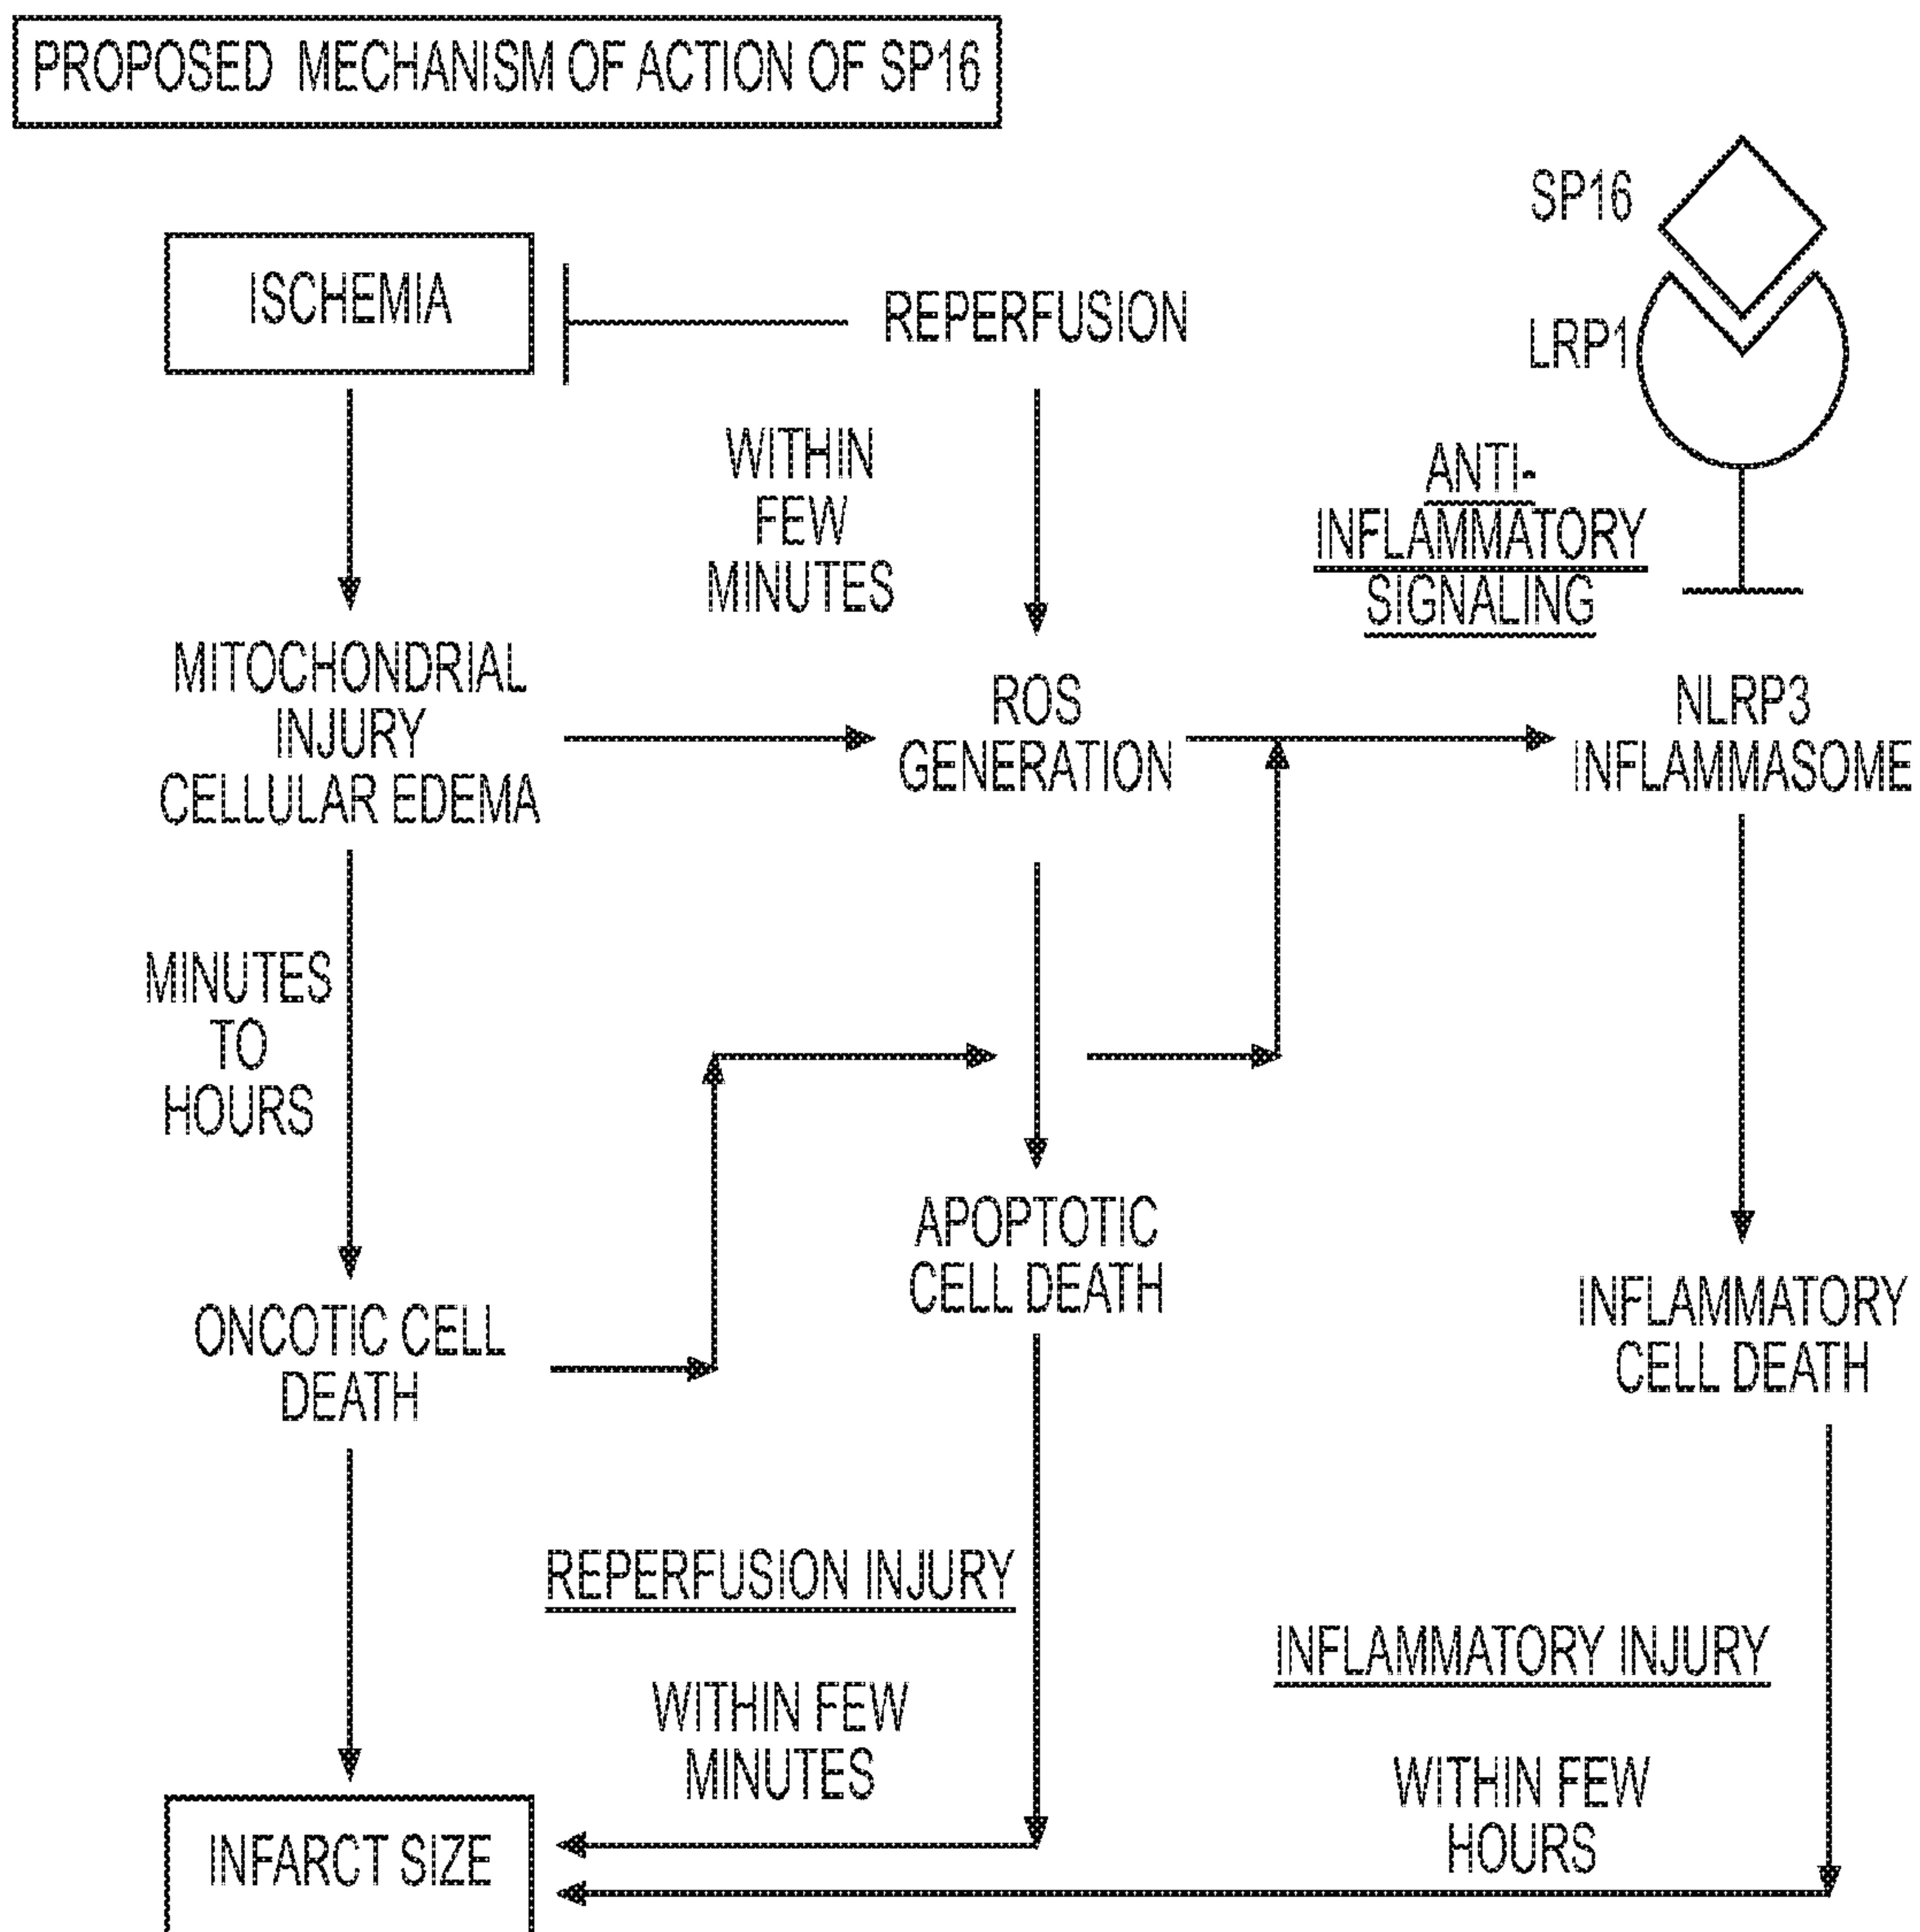 PROPOSED MECHANISM OF ACTION OF SP16
SP16
LRP1
ISCHEMIA
REPERFUSION
WITHIN
FEW
MINUTES
ANTI-
INFLAMMATORY
SIGNALING
MITOCHONDRIAL
INJURY
CELLULAR EDEMA
ROS
GENERATION
NLRP3
INFLAMMASOME
MINUTES
TO
HOURS
ONCOTIC CELL
DEATH
APOPTOTIC
CELL DEATH
INFLAMMATORY
CELL DEATH
REPERFUSION INJURY
WITHIN FEW
MINUTES
INFLAMMATORY INJURY
WITHIN FEW
HOURS
INFARCT SIZE